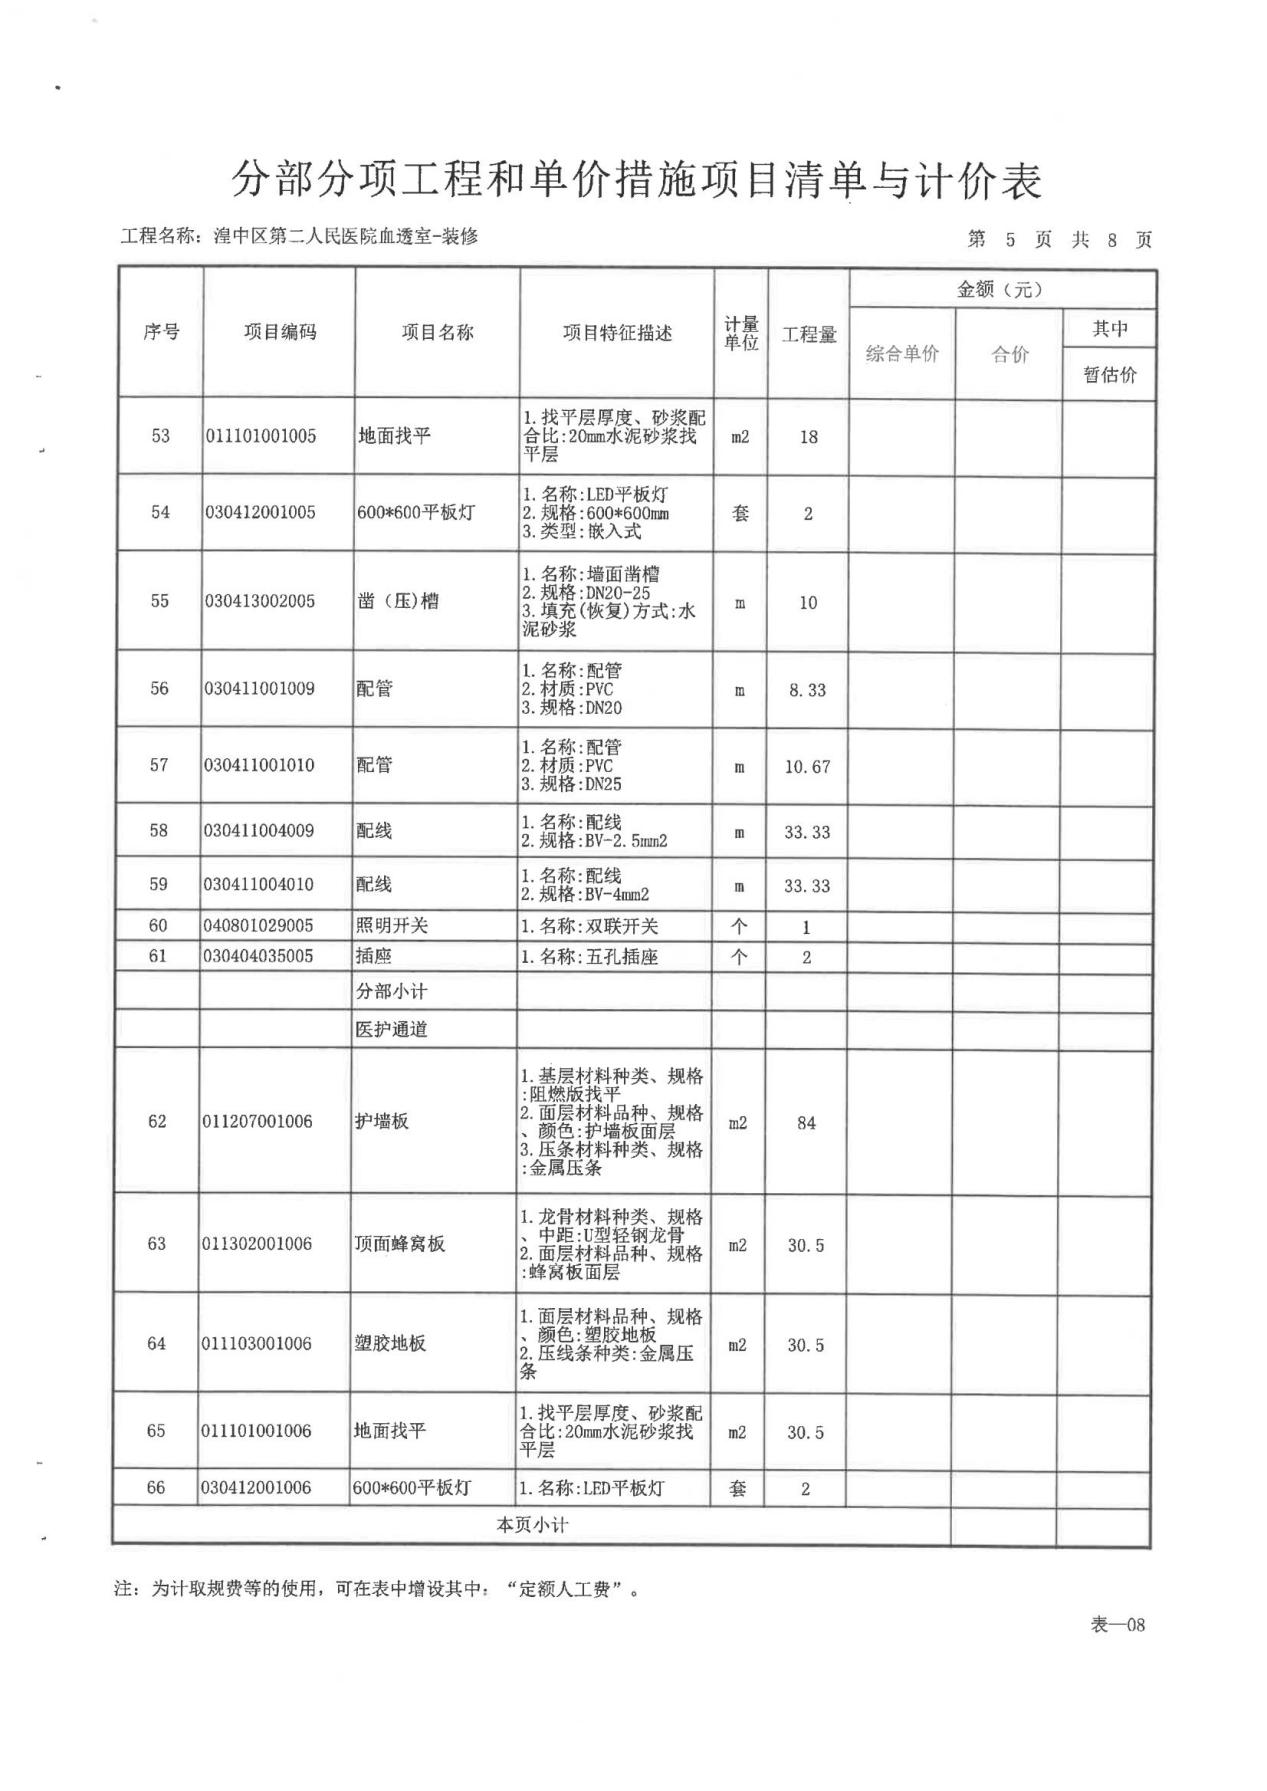 分部分项工程和单价措施项目清单与计价表
工程名称：湟中区第二人民医院血透室-装修
第 5 页 共 8 页
序号 项目编码 项目名称 项目特征描述 计量单位 工程量 金额（元）
综合单价 合价 其中
暂估价
53 011101001005 地面找平 1.找平层厚度、砂浆配
合比:20mm水泥砂浆找
平层 m2 18
54 030412001005 600*600平板灯 1.名称:LED平板灯
2.规格:600*600mm
3.类型:嵌入式 套 2
55 030413002005 凿（压)槽 1.名称:墙面凿槽
2.规格:DN20-25
3.填充(恢复)方式:水
泥砂浆 m 10
56 030411001009 配管 1.名称:配管
2.材质:PVC
3.规格:DN20 m 8.33
57 030411001010 配管 1.名称:配管
2.材质:PVC
3.规格:DN25 m 10.67
58 030411004009 配线 1.名称:配线
2.规格:BV-2.5mm2 m 33.33
59 030411004010 配线 1.名称:配线
2.规格:BV-4mm2 m 33.33
60 040801029005 照明开关 1.名称:双联开关 个 1
61 030404035005 插座 1.名称:五孔插座 个 2
分部小计
医护通道
62 011207001006 护墙板 1.基层材料种类、规格
:阻燃版找平
2.面层材料品种、规格
、颜色:护墙板面层
3.压条材料种类、规格
:金属压条 m2 84
63 011302001006 顶面蜂窝板 1.龙骨材料种类、规格
、中距:U型轻钢龙骨
2.面层材料品种、规格
:蜂窝板面层 m2 30.5
64 011103001006 塑胶地板 1.面层材料品种、规格
、颜色:塑胶地板
2.压线条种类:金属压
条 m2 30.5
65 011101001006 地面找平 1.找平层厚度、砂浆配
合比:20mm水泥砂浆找
平层 m2 30.5
66 030412001006 600*600平板灯 1.名称:LED平板灯 套 2
本页小计
注：为计取规费等的使用，可在表中增设其中：“定额人工费”。
表—08